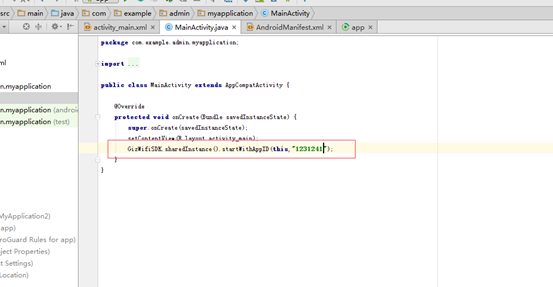 src main java com example admin myapplication MainActivity
activity_main.xml × MainActivity.java × AndroidManifest.xml × app ×
package com.example.admin.myapplication;
ml
import ...
myapplication
public class MainActivity extends AppCompatActivity {
myapplication (android
@Override
myapplication (test)
protected void onCreate(Bundle savedInstanceState) {
super.onCreate(savedInstanceState);
setContentView(R.layout.activity_main);
GizWifiSDK.sharedInstance().startWithAppID(this,"1231241");
}
}
MyApplication2)
app)
roGuard Rules for app)
ject Properties)
t Settings)
Location)